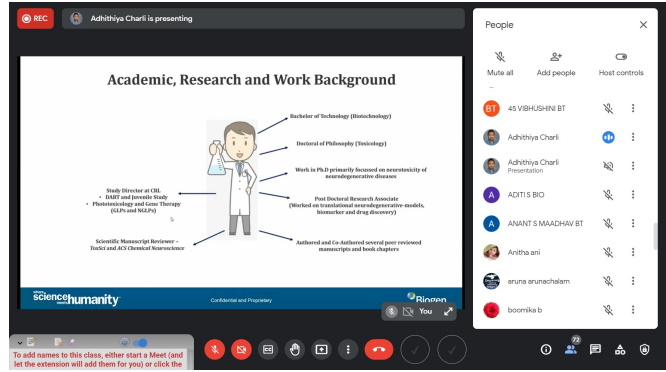 REC
Adhithiya Charli is presenting
Academic, Research and Work Background
Bachelor of Technology (Biotechnology)
Doctoral of Philosophy (Toxicology)
Work in Ph.D primarily focussed on neurotoxicity of
neurodegenerative diseases
Study Director at CRL
• DART and Juvenile Study
• Phototoxicology and Gene Therapy
(GLPs and NGLPs)
Post Doctoral Research Associate
(Worked on translational neurodegenerative-models,
biomarker and drug discovery)
Scientific Manuscript Reviewer –
ToxSci and ACS Chemical Neuroscience
Authored and Co-Authored several peer reviewed
manuscripts and book chapters
where
sciencehumanity
meets
Confidential and Proprietary
Biogen
You
People
Mute all
Add people
Host controls
BT
45 VIBHUSHINI BT
Adhithiya Charli
Adhithiya Charli
Presentation
A
ADITI S BIO
A
ANANT S MAADHAV BT
Anitha ani
aruna arunachalam
boomika b
To add names to this class, either start a Meet (and
let the extension will add them for you) or click the
72